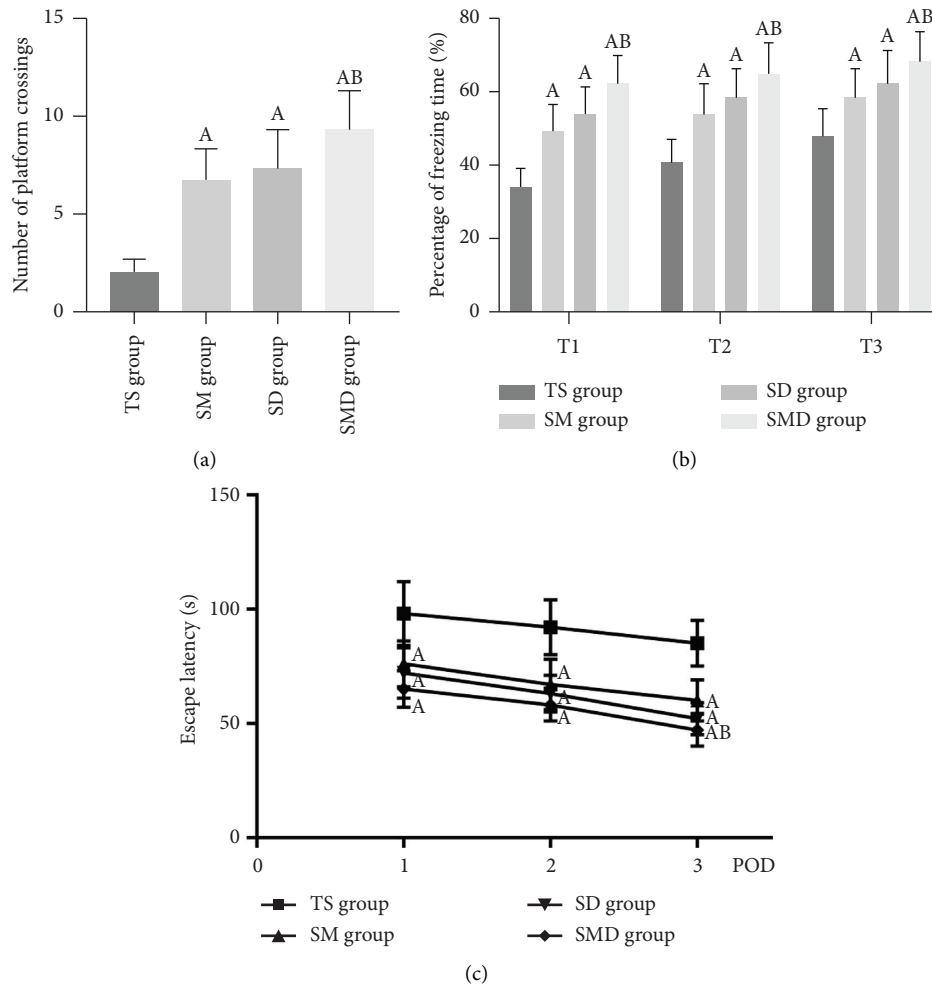 Number of platform crossings
15
10
5
0
A
A
AB
TS group
SM group
SD group
SMD group
(a)
Percentage of freezing time (%)
80
60
40
20
0
A
A
AB
A
A
AB
A
A
AB
T1
T2
T3
TS group
SD group
SM group
SMD group
(b)
Escape latency (s)
150
100
50
0
A
A
A
A
A
A
A
A
AB
0
1
2
3
POD
TS group
SD group
SM group
SMD group
(c)